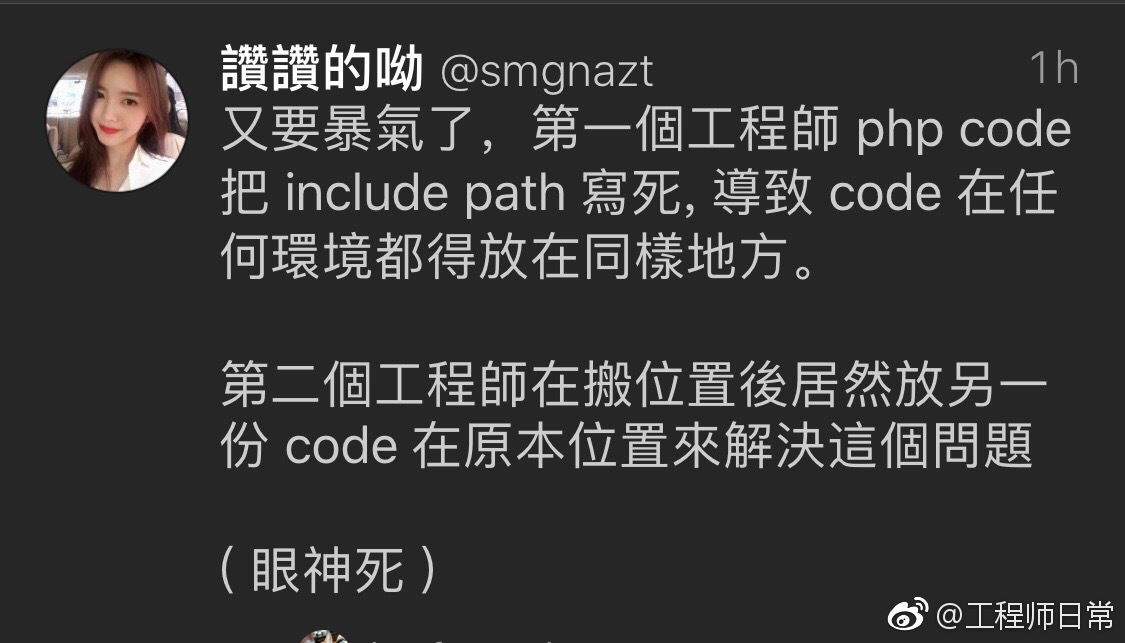 讚讚的呦 @smgnazt 1h
又要暴氣了，第一個工程師 php code
把 include path 寫死, 導致 code 在任
何環境都得放在同樣地方。
第二個工程師在搬位置後居然放另一
份 code 在原本位置來解決這個問題
（眼神死）
@工程师日常